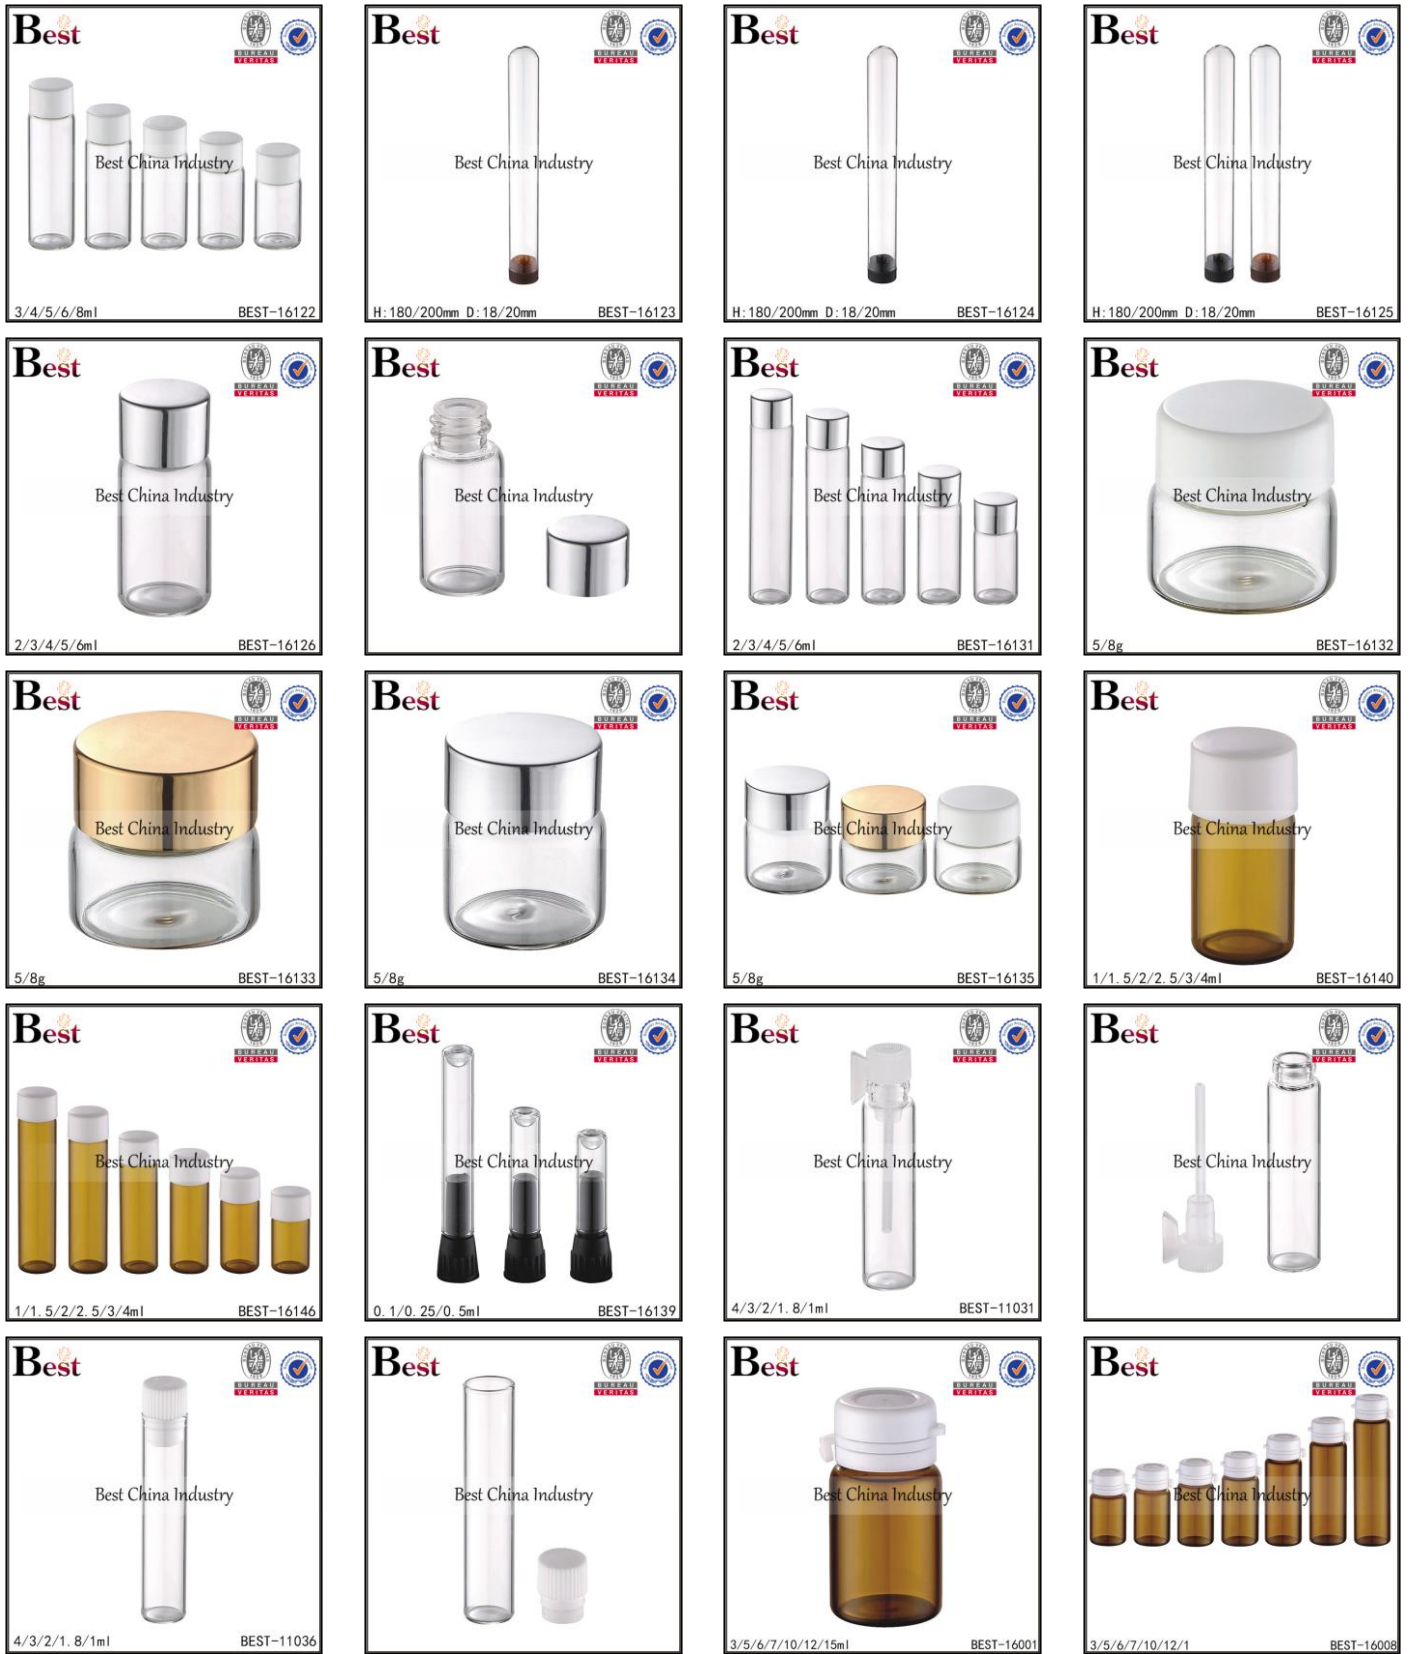 Best
BUREAU VERITAS
Best China Industry
3/4/5/6/8ml BEST-16122
Best
BUREAU VERITAS
Best China Industry
H:180/200mm D:18/20mm BEST-16123
Best
BUREAU VERITAS
Best China Industry
H:180/200mm D:18/20mm BEST-16124
Best
BUREAU VERITAS
Best China Industry
H:180/200mm D:18/20mm BEST-16125
Best
BUREAU VERITAS
Best China Industry
2/3/4/5/6ml BEST-16126
Best
BUREAU VERITAS
Best China Industry
Best
BUREAU VERITAS
Best China Industry
2/3/4/5/6ml BEST-16131
Best
BUREAU VERITAS
Best China Industry
5/8g BEST-16132
Best
BUREAU VERITAS
Best China Industry
5/8g BEST-16133
Best
BUREAU VERITAS
Best China Industry
5/8g BEST-16134
Best
BUREAU VERITAS
Best China Industry
5/8g BEST-16135
Best
BUREAU VERITAS
Best China Industry
1/1.5/2/2.5/3/4ml BEST-16140
Best
BUREAU VERITAS
Best China Industry
1/1.5/2/2.5/3/4ml BEST-16146
Best
BUREAU VERITAS
Best China Industry
0.1/0.25/0.5ml BEST-16139
Best
BUREAU VERITAS
Best China Industry
4/3/2/1.8/1ml BEST-11031
Best
BUREAU VERITAS
Best China Industry
Best
BUREAU VERITAS
Best China Industry
4/3/2/1.8/1ml BEST-11036
Best
BUREAU VERITAS
Best China Industry
Best
BUREAU VERITAS
Best China Industry
3/5/6/7/10/12/15ml BEST-16001
Best
BUREAU VERITAS
Best China Industry
3/5/6/7/10/12/1 BEST-16008